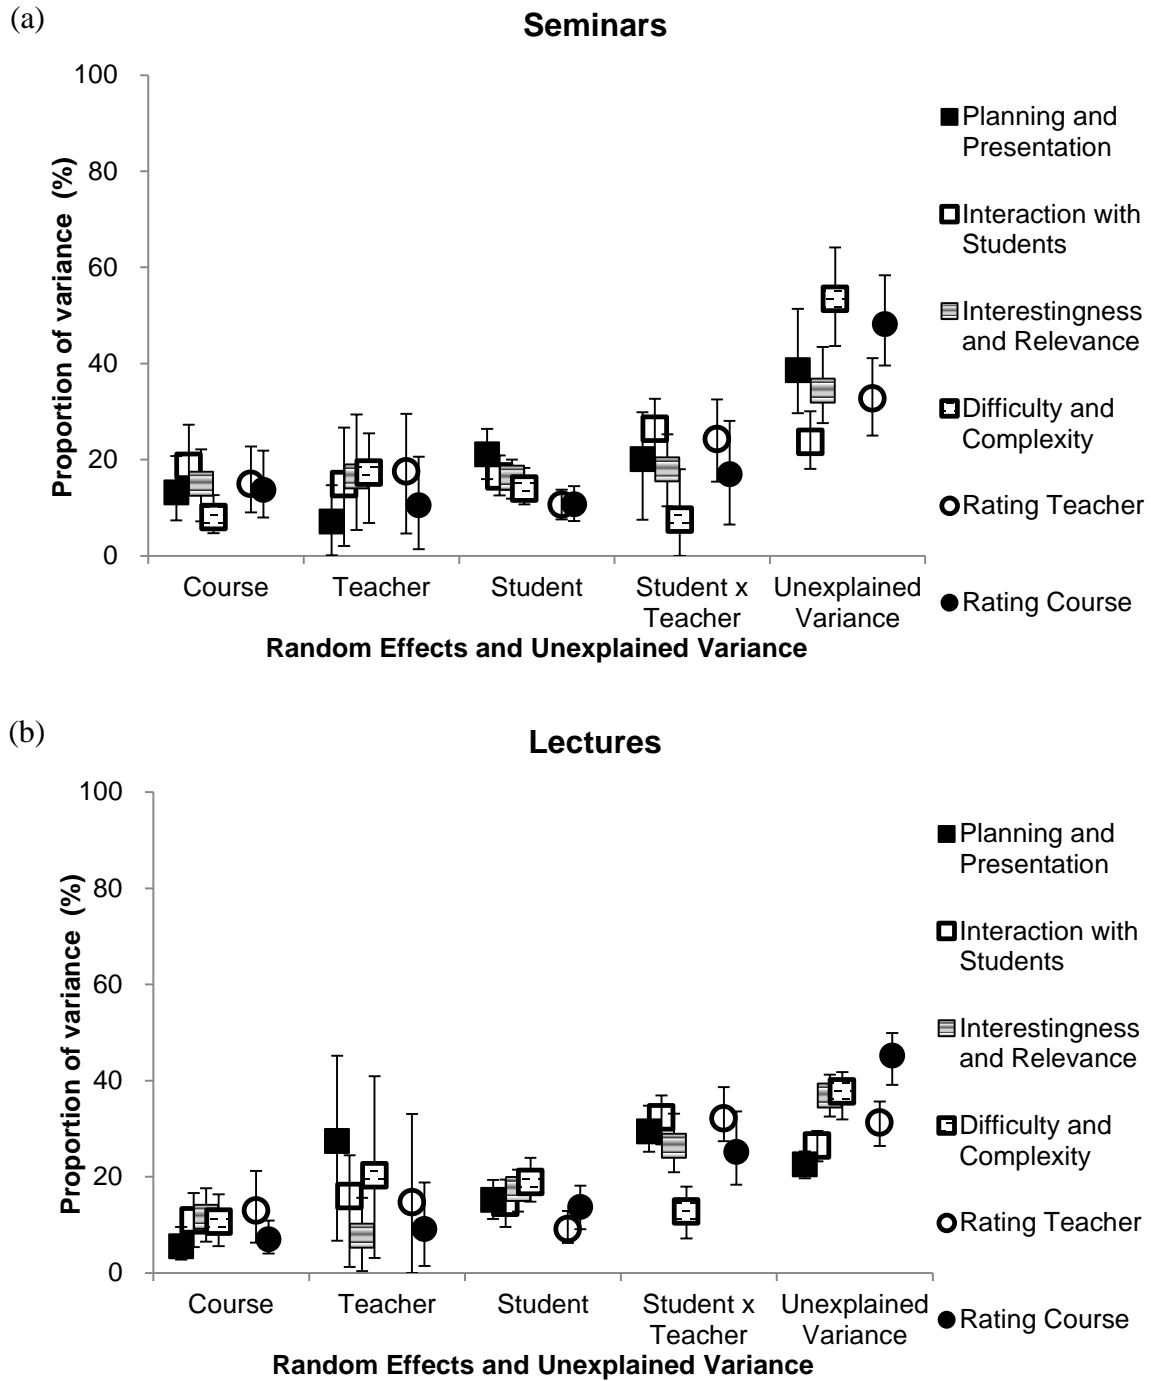 (a)
Seminars
100
80
60
40
20
0
Proportion of variance (%)
Course
Teacher
Student
Student x
Teacher
Unexplained
Variance
Random Effects and Unexplained Variance
Planning and
Presentation
Interaction with
Students
Interestingness
and Relevance
Difficulty and
Complexity
Rating Teacher
Rating Course
(b)
Lectures
100
80
60
40
20
0
Proportion of variance (%)
Course
Teacher
Student
Student x
Teacher
Unexplained
Variance
Random Effects and Unexplained Variance
Planning and
Presentation
Interaction with
Students
Interestingness
and Relevance
Difficulty and
Complexity
Rating Teacher
Rating Course